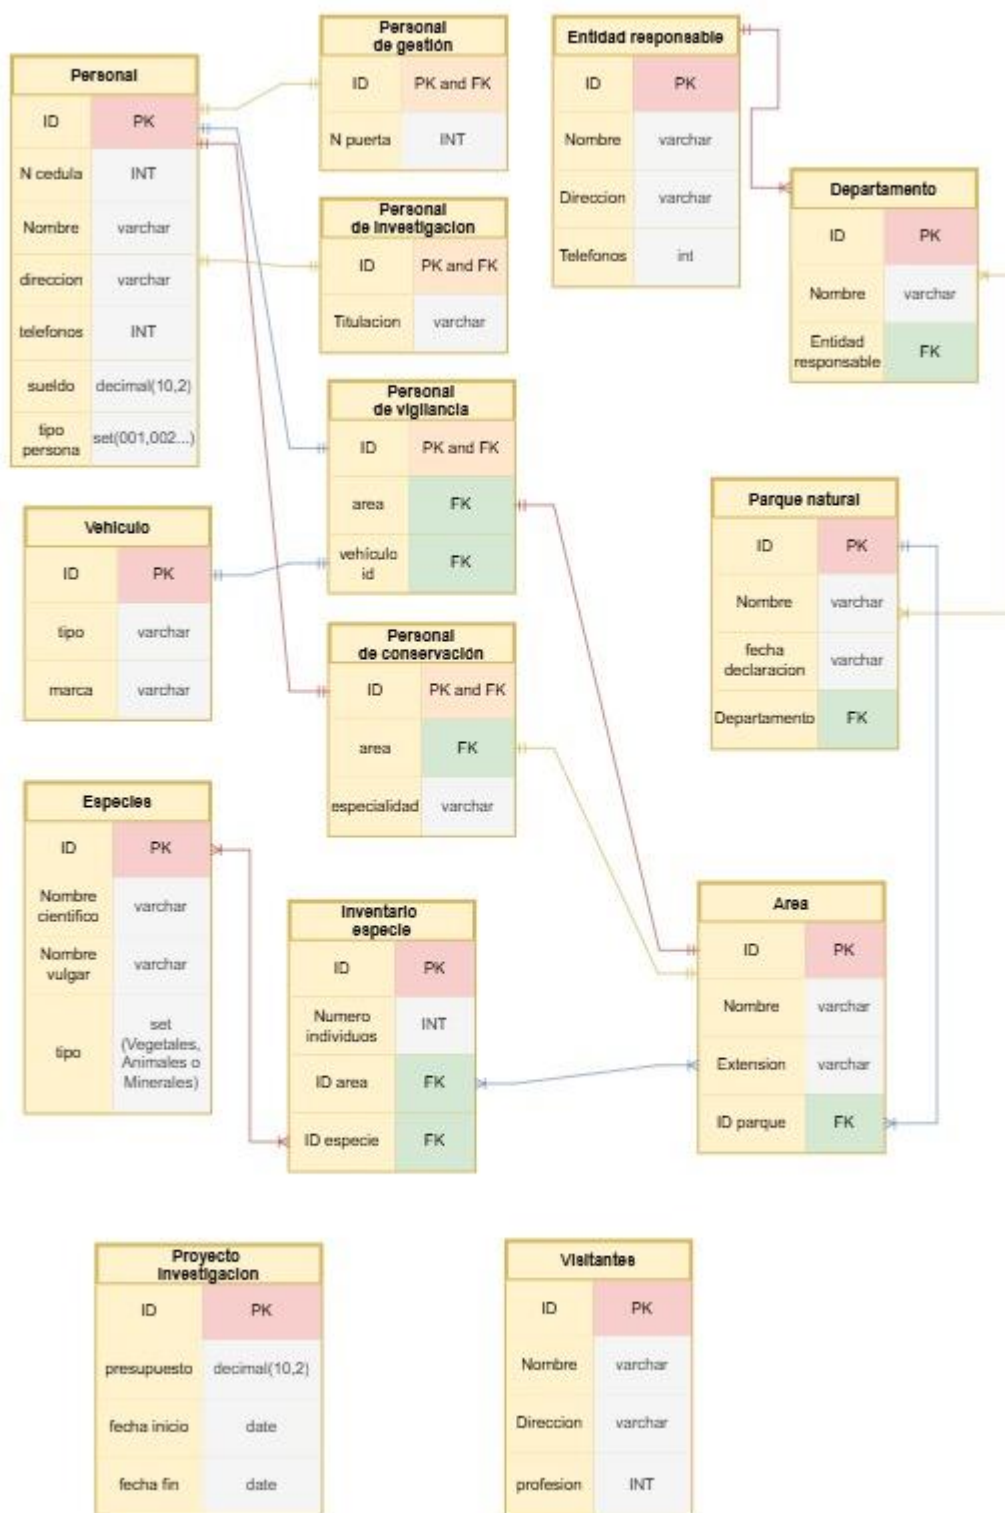 Personal
ID PK
N cedula INT
Nombre varchar
direccion varchar
telefonos INT
sueldo decimal(10,2)
tipo
persona set(001,002...)
Personal
de gestión
ID PK and FK
N puerta INT
Personal
de investigacion
ID PK and FK
Titulacion varchar
Personal
de vigilancia
ID PK and FK
area FK
vehículo
id FK
Personal
de conservación
ID PK and FK
area FK
especialidad varchar
Entidad responsable
ID PK
Nombre varchar
Direccion varchar
Telefonos int
Departamento
ID PK
Nombre varchar
Entidad
responsable FK
Vehiculo
ID PK
tipo varchar
marca varchar
Parque natural
ID PK
Nombre varchar
fecha
declaracion varchar
Departamento FK
Especies
ID PK
Nombre
cientifico varchar
Nombre
vulgar varchar
tipo
set
(Vegetales,
Animales o
Minerales)
Inventario
especie
ID PK
Numero
individuos INT
ID area FK
ID especie FK
Area
ID PK
Nombre varchar
Extension varchar
ID parque FK
Proyecto
Investigacion
ID PK
presupuesto decimal(10,2)
fecha inicio date
fecha fin date
Visitantes
ID PK
Nombre varchar
Direccion varchar
profesion INT